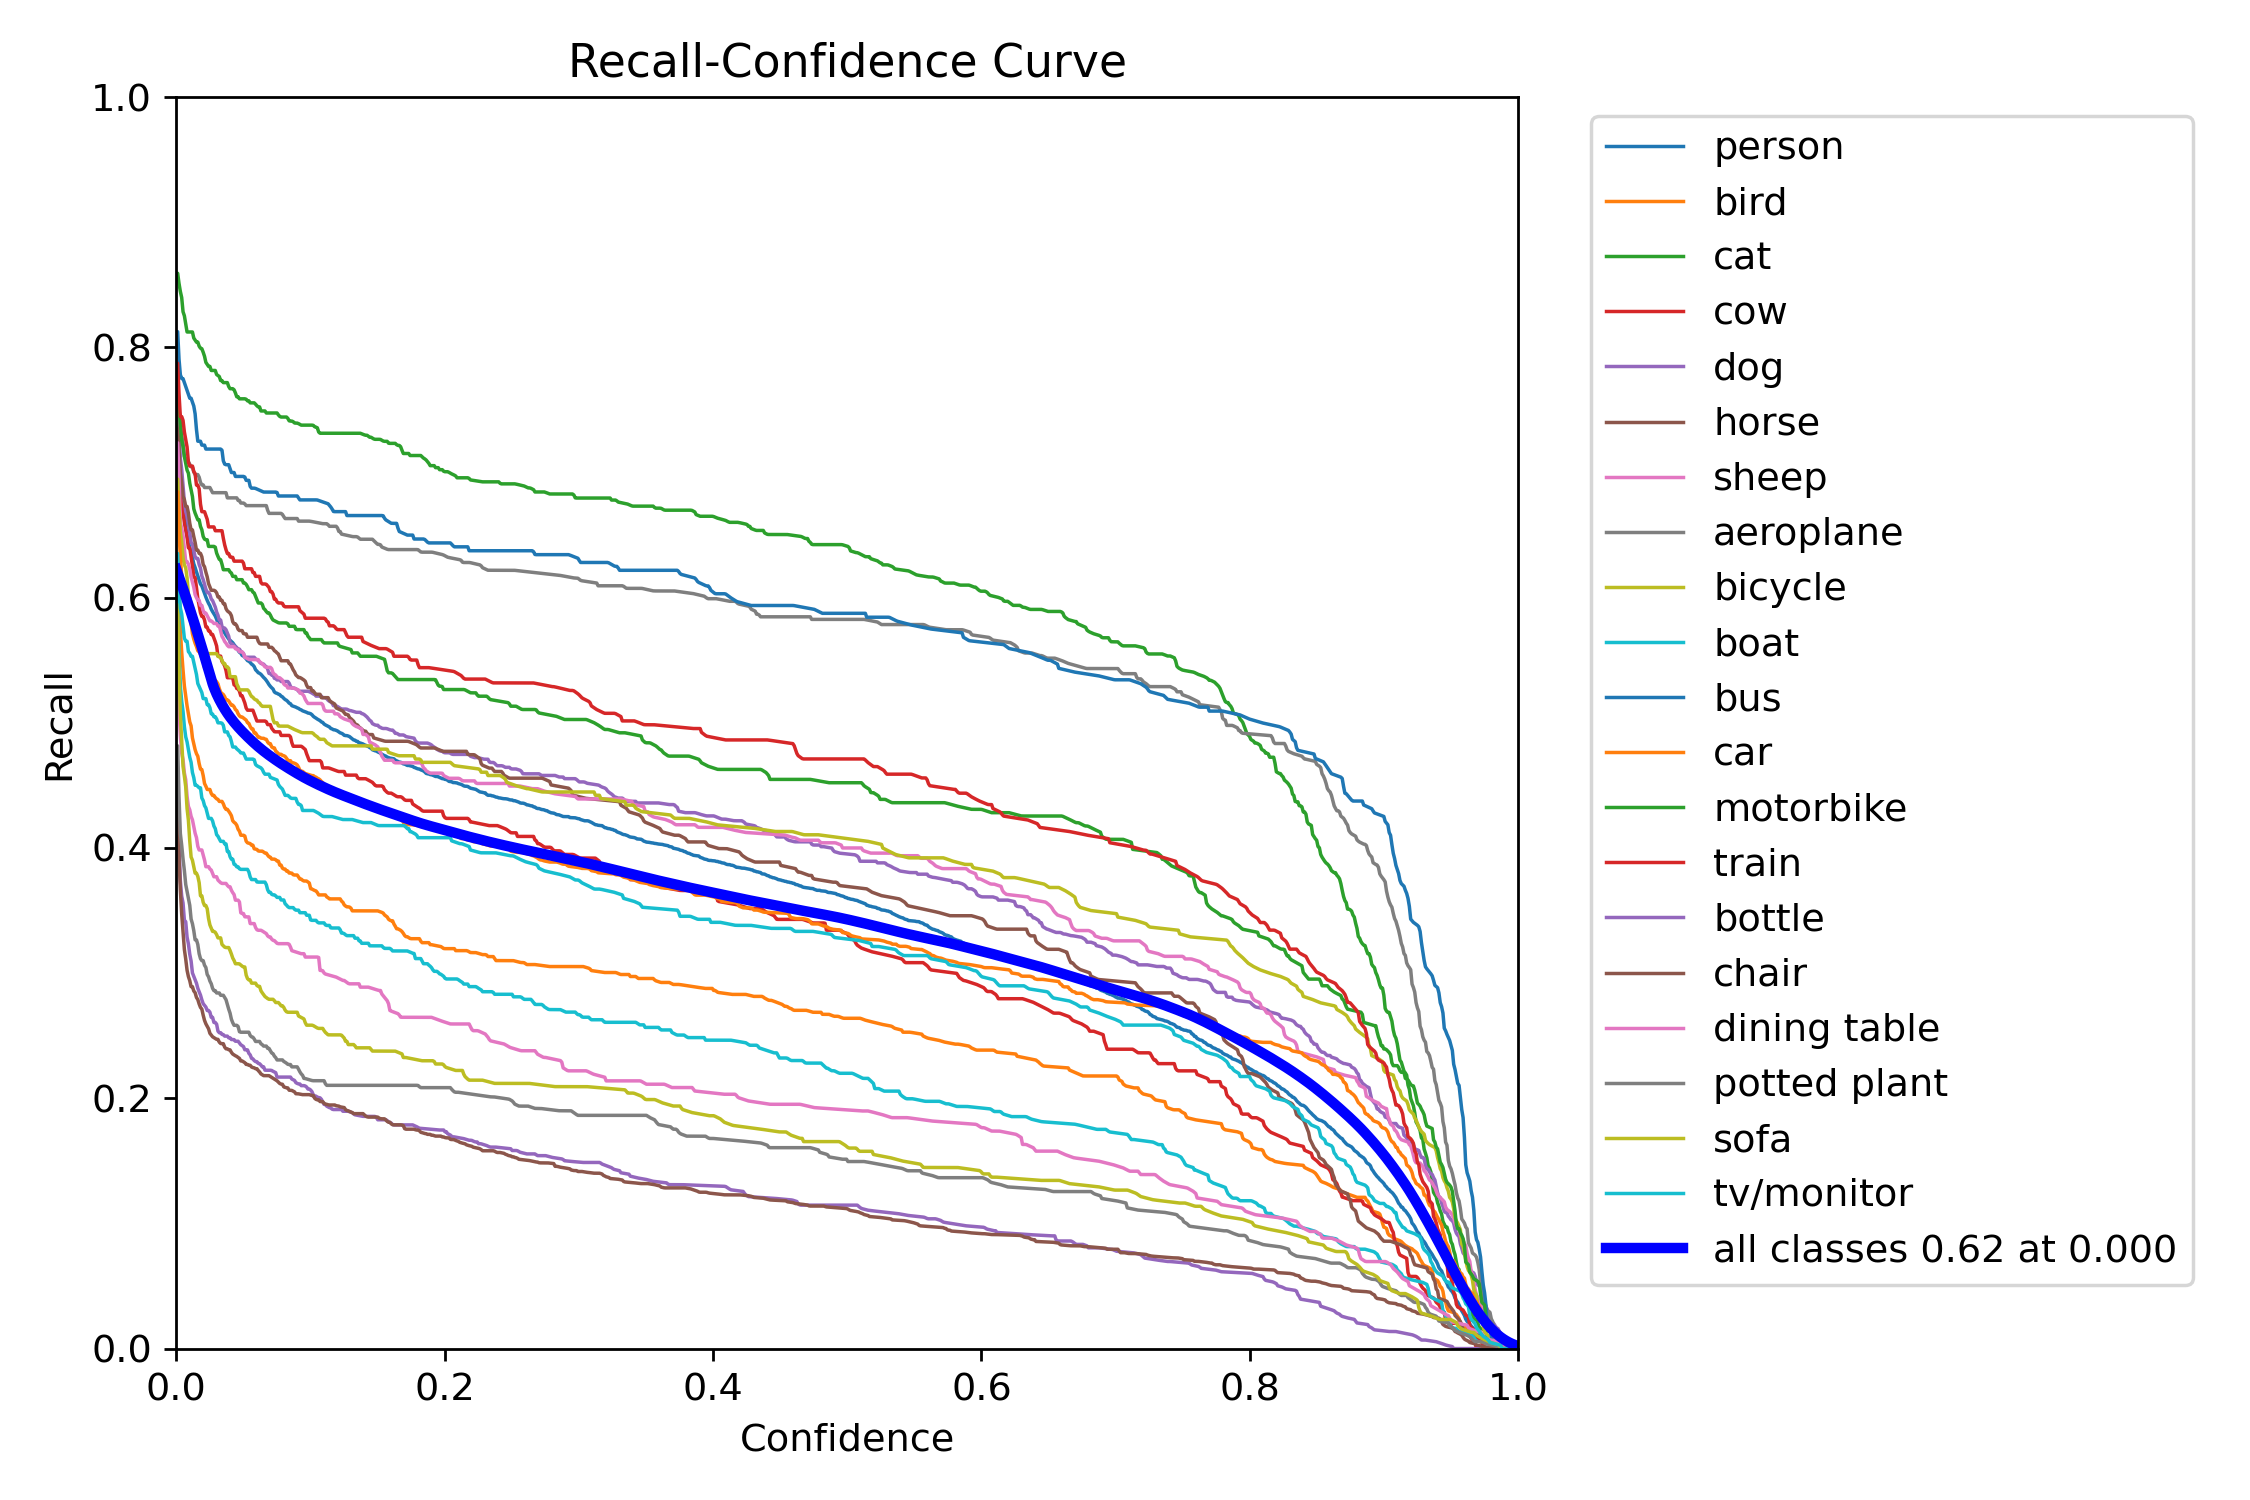 Recall-Confidence Curve
1.0
0.8
0.6
0.4
0.2
0.0
Recall
0.0 0.2 0.4 0.6 0.8 1.0
Confidence
person
bird
cat
cow
dog
horse
sheep
aeroplane
bicycle
boat
bus
car
motorbike
train
bottle
chair
dining table
potted plant
sofa
tv/monitor
all classes 0.62 at 0.000